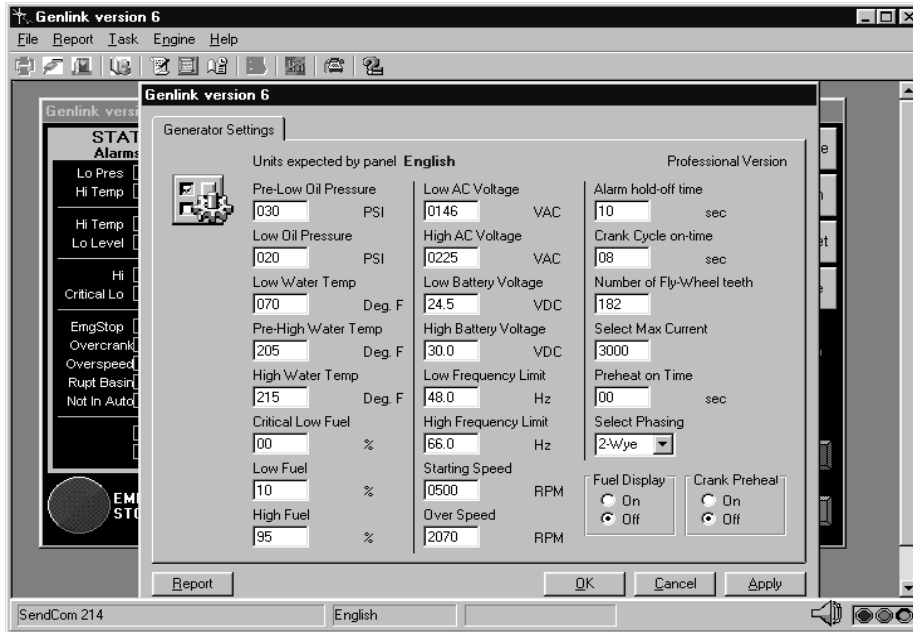 Genlink version 6
File Report Task Engine Help
Genlink versi
STAT
Alarms
Lo Pres
Hi Temp
Hi Temp
Lo Level
Hi
Critical Lo
EmgStop
Overcrank
Overspeed
Rupt Basin
Not In Auto
EM
STO
Genlink version 6
Generator Settings
Units expected by panel English
Professional Version
Pre-Low Oil Pressure
030 PSI
Low Oil Pressure
020 PSI
Low Water Temp
070 Deg. F
Pre-High Water Temp
205 Deg. F
High Water Temp
215 Deg. F
Critical Low Fuel
00 %
Low Fuel
10 %
High Fuel
95 %
Low AC Voltage
0146 VAC
High AC Voltage
0225 VAC
Low Battery Voltage
24.5 VDC
High Battery Voltage
30.0 VDC
Low Frequency Limit
48.0 Hz
High Frequency Limit
66.0 Hz
Starting Speed
0500 RPM
Over Speed
2070 RPM
Alarm hold-off time
10 sec
Crank Cycle on-time
08 sec
Number of Fly-Wheel teeth
182
Select Max Current
3000
Preheat on Time
00 sec
Select Phasing
2-Wye
Fuel Display
On
Off
Crank Preheat
On
Off
Report
OK Cancel Apply
SendCom 214
English